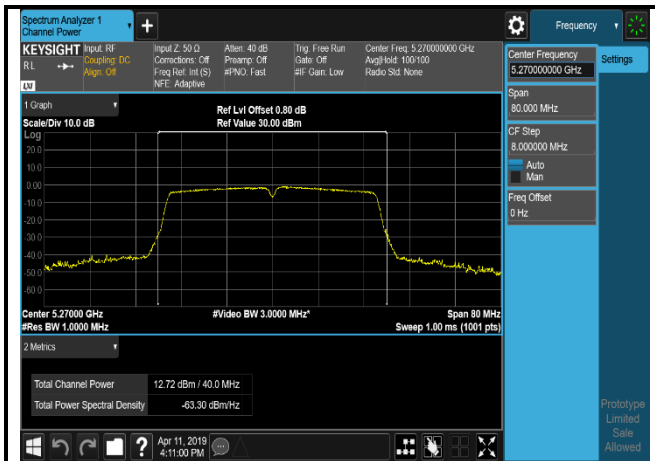 Spectrum Analyzer 1
Channel Power
+
Frequency
KEYSIGHT
RL
LXI
Input: RF
Coupling: DC
Align: Off
Input Z: 50 Ω
Corrections: Off
Freq Ref: Int (S)
NFE: Adaptive
Atten: 40 dB
Preamp: Off
#PNO: Fast
Trig: Free Run
Gate: Off
#IF Gain: Low
Center Freq: 5.270000000 GHz
Avg|Hold: 100/100
Radio Std: None
Center Frequency
5.270000000 GHz
Settings
Span
80.000 MHz
CF Step
8.000000 MHz
Auto
Man
Freq Offset
0 Hz
1 Graph
Scale/Div 10.0 dB
Ref Lvl Offset 0.80 dB
Ref Value 30.00 dBm
Log
20.0
10.0
0.00
-10.0
-20.0
-30.0
-40.0
-50.0
-60.0
Center 5.27000 GHz
#Video BW 3.0000 MHz*
Span 80 MHz
#Res BW 1.0000 MHz
Sweep 1.00 ms (1001 pts)
2 Metrics
Total Channel Power 12.72 dBm / 40.0 MHz
Total Power Spectral Density -63.30 dBm/Hz
Prototype
Limited
Sale
Allowed
?
Apr 11, 2019
4:11:00 PM